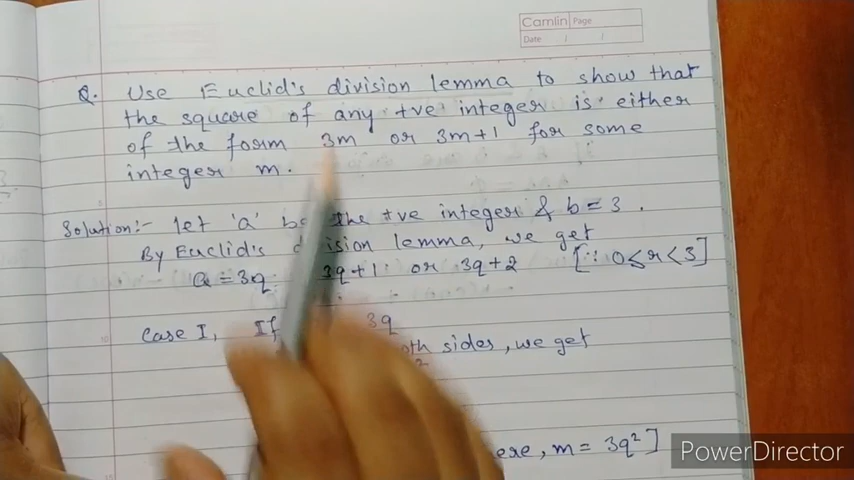 Camlin Page
Date / /
Q. Use Euclid's division lemma to show that
the square of any +ve integer is either
of the form 3m or 3m+1 for some
integer m.
Solution:- let 'a' be the +ve integer & b = 3.
By Euclid's division lemma, we get
a = 3q 3q+1 or 3q+2 [∵ 0≤r<3]
Case I, If 3q
both sides, we get
2
ere, m = 3q²]
PowerDirector